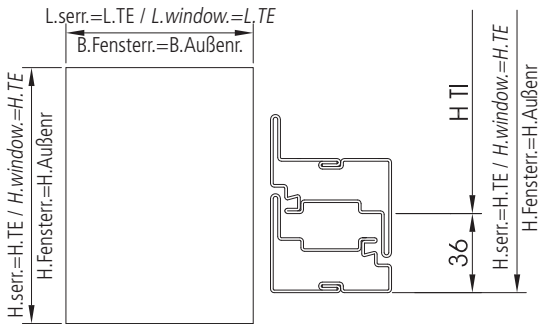 L.serr.=L.TE / L.window.=L.TE
B.Fensterr.=B.Außenr.
H.serr.=H.TE / H.window.=H.TE
H.Fensterr.=H.Außenr
H TI
36
H.serr.=H.TE / H.window.=H.TE
H.Fensterr.=H.Außenr